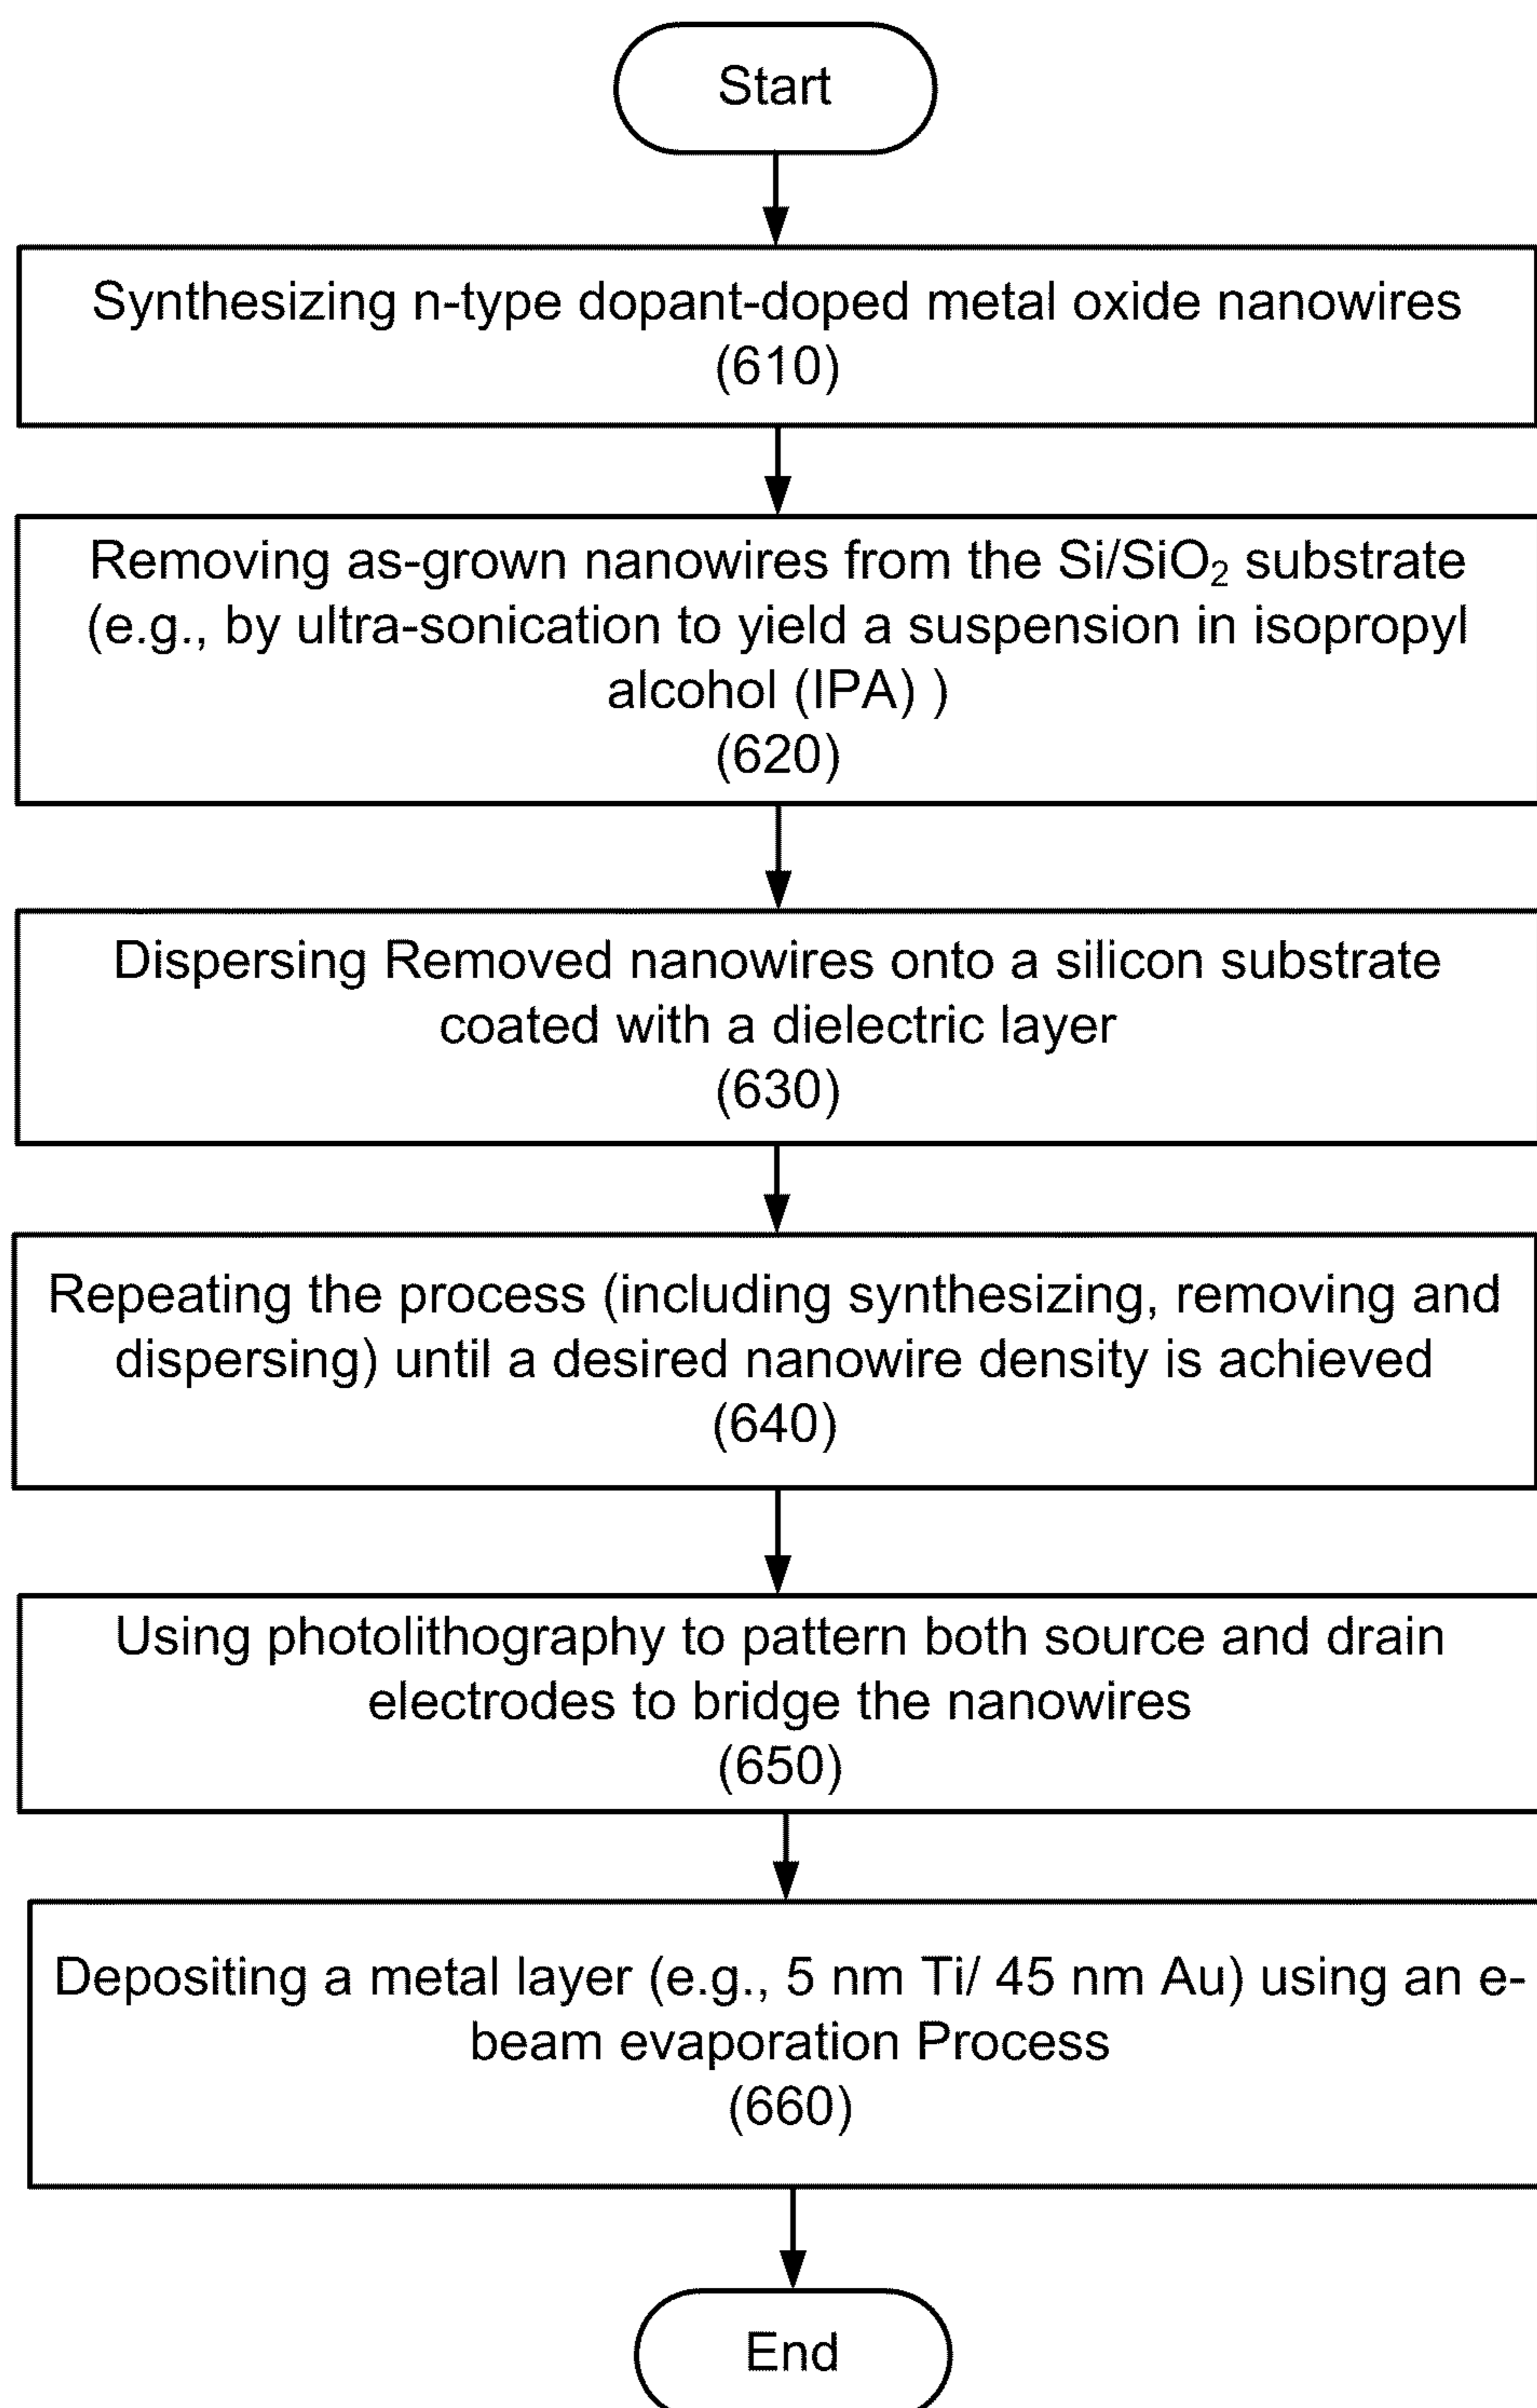 Start
Synthesizing n-type dopant-doped metal oxide nanowires
(610)
Removing as-grown nanowires from the Si/SiO₂ substrate
(e.g., by ultra-sonication to yield a suspension in isopropyl
alcohol (IPA) )
(620)
Dispersing Removed nanowires onto a silicon substrate
coated with a dielectric layer
(630)
Repeating the process (including synthesizing, removing and
dispersing) until a desired nanowire density is achieved
(640)
Using photolithography to pattern both source and drain
electrodes to bridge the nanowires
(650)
Depositing a metal layer (e.g., 5 nm Ti/ 45 nm Au) using an e-
beam evaporation Process
(660)
End